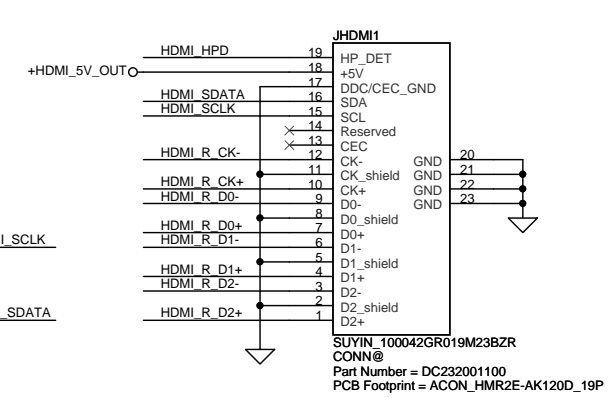 JHDMI1
HDMI_HPD 19 HP_DET
+HDMI_5V_OUT 18 +5V
17 DDC/CEC_GND
HDMI_SDATA 16 SDA
HDMI_SCLK 15 SCL
14 Reserved
13 CEC
HDMI_R_CK- 12 CK- GND 20
11 CK_shield GND 21
HDMI_R_CK+ 10 CK+ GND 22
HDMI_R_D0- 9 D0- GND 23
8 D0_shield
HDMI_R_D0+ 7 D0+
I_SCLK HDMI_R_D1- 6 D1-
5 D1_shield
HDMI_R_D1+ 4 D1+
HDMI_R_D2- 3 D2-
2 D2_shield
_SDATA HDMI_R_D2+ 1 D2+
SUYIN_100042GR019M23BZR
CONN@
Part Number = DC232001100
PCB Footprint = ACON_HMR2E-AK120D_19P